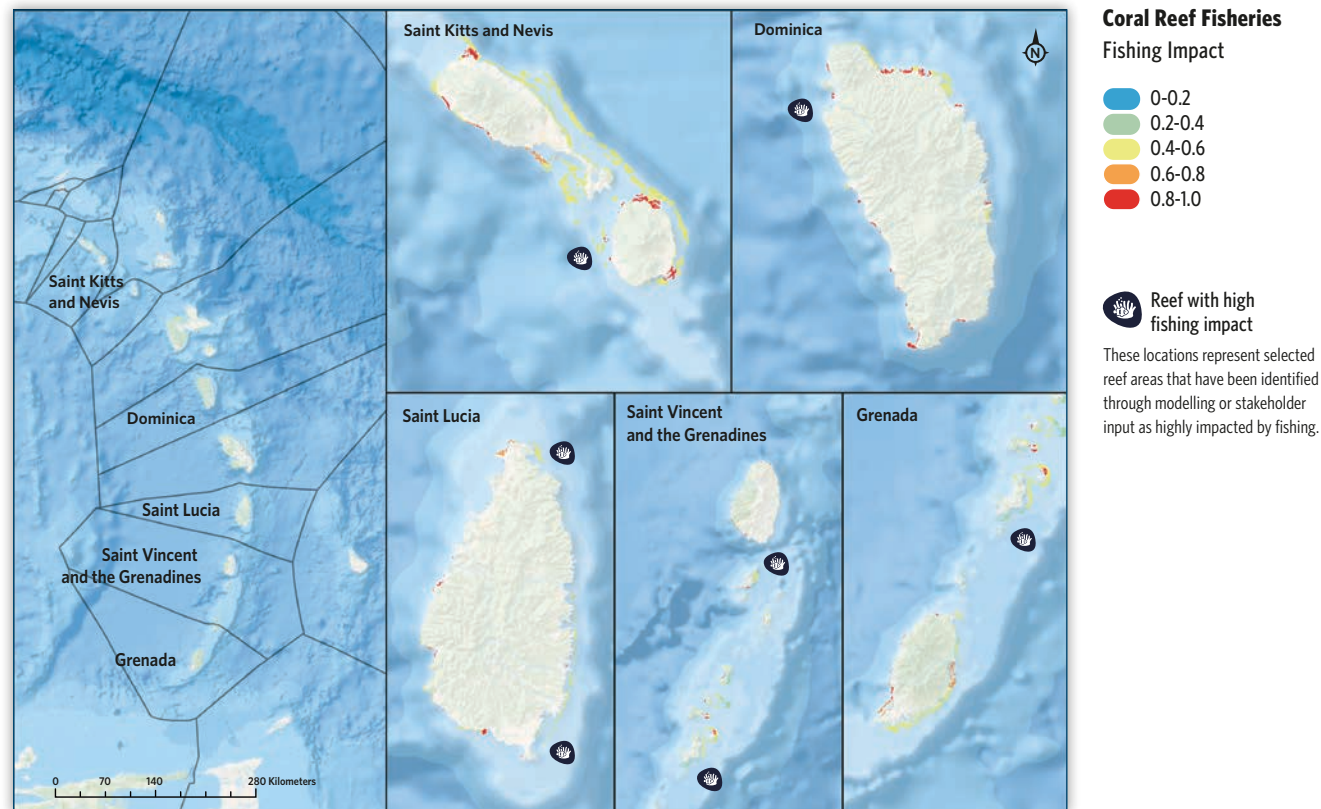 Saint Kitts
and Nevis
Dominica
Saint Lucia
Saint Vincent
and the Grenadines
Grenada
0 70 140 280 Kilometers
Saint Kitts and Nevis
Dominica
N
Saint Lucia
Saint Vincent
and the Grenadines
Grenada
Coral Reef Fisheries
Fishing Impact
0-0.2
0.2-0.4
0.4-0.6
0.6-0.8
0.8-1.0
Reef with high
fishing impact
These locations represent selected
reef areas that have been identified
through modelling or stakeholder
input as highly impacted by fishing.